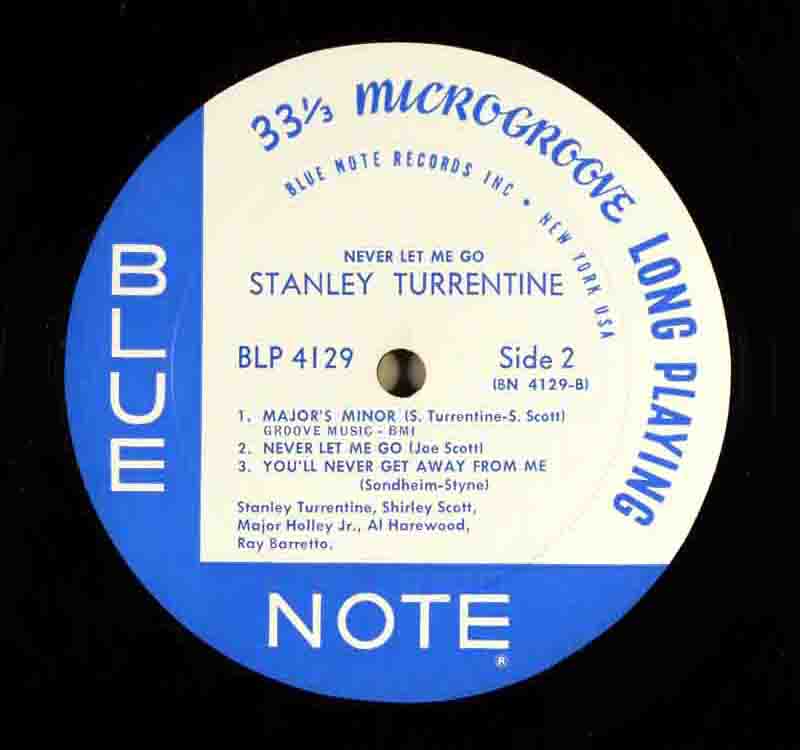 33⅓ MICROGROOVE LONG PLAYING
BLUE NOTE RECORDS INC • NEW YORK USA
NEVER LET ME GO
STANLEY TURRENTINE
BLP 4129 Side 2
(BN 4129-B)
1. MAJOR'S MINOR (S. Turrentine-S. Scott)
GROOVE MUSIC - BMI
2. NEVER LET ME GO (Joe Scott)
3. YOU'LL NEVER GET AWAY FROM ME
(Sondheim-Styne)
Stanley Turrentine, Shirley Scott,
Major Holley Jr., Al Harewood,
Ray Barretto.
BLUE
NOTE
®